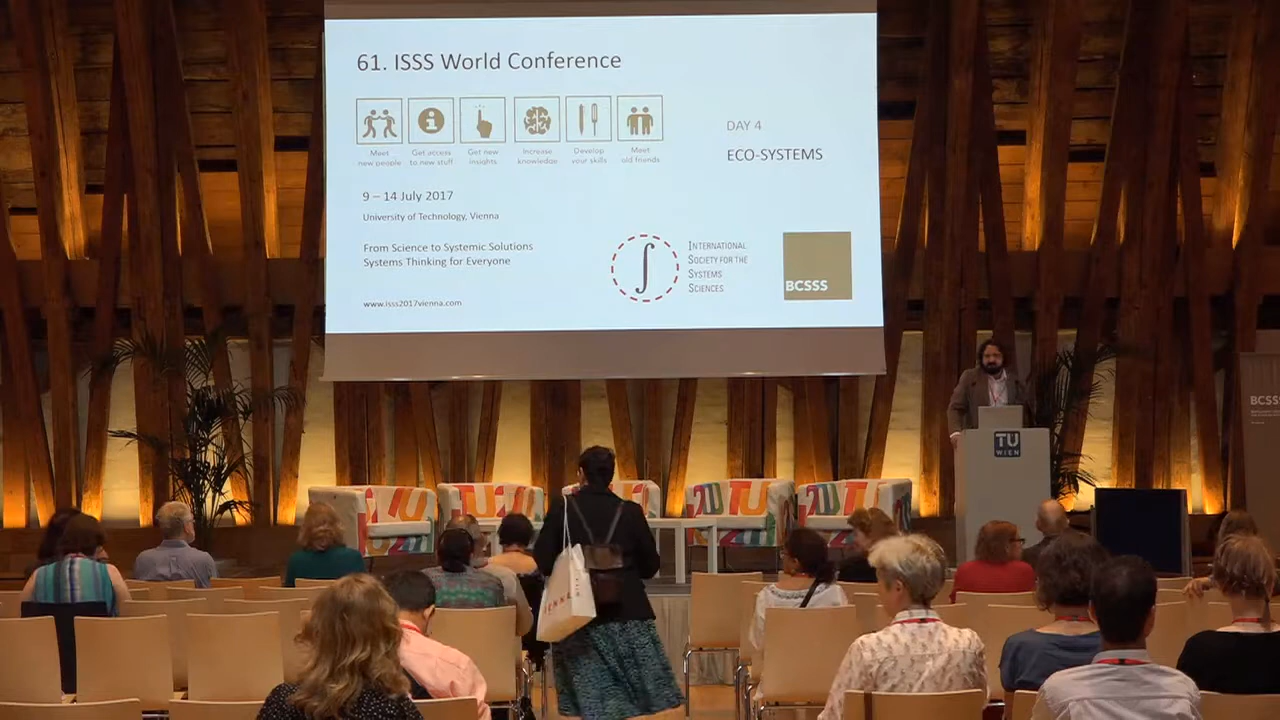 61. ISSS World Conference
Meet
new people
Get access
to new stuff
Get new
insights
Increase
knowledge
Develop
your skills
Meet
old friends
DAY 4
ECO-SYSTEMS
9 – 14 July 2017
University of Technology, Vienna
From Science to Systemic Solutions
Systems Thinking for Everyone
www.isss2017vienna.com
INTERNATIONAL
SOCIETY FOR THE
SYSTEMS
SCIENCES
BCSSS
TU
WIEN
BCSSS